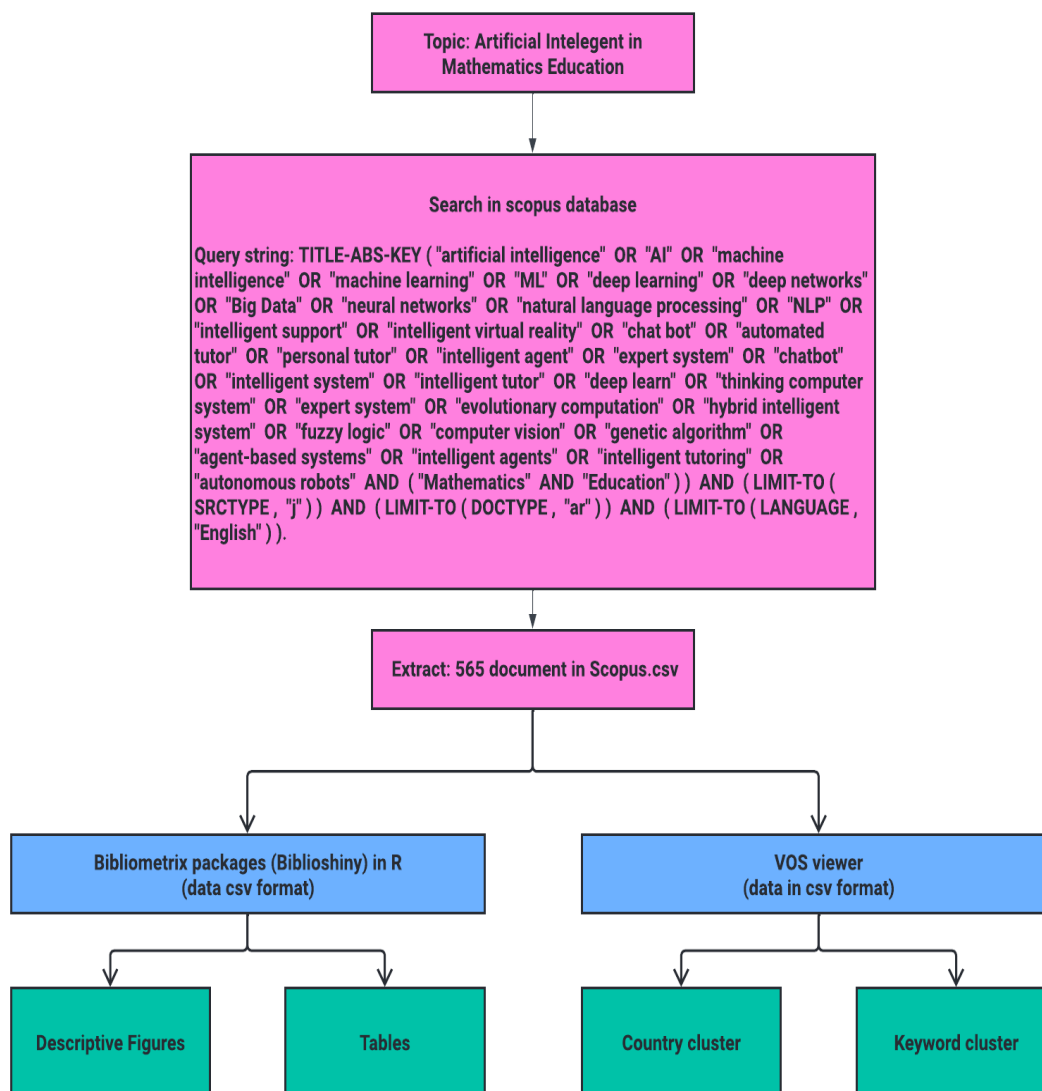 Topic: Artificial Intelegent in
Mathematics Education
Search in scopus database
Query string: TITLE-ABS-KEY ( "artificial intelligence" OR "AI" OR "machine
intelligence" OR "machine learning" OR "ML" OR "deep learning" OR "deep networks"
OR "Big Data" OR "neural networks" OR "natural language processing" OR "NLP" OR
"intelligent support" OR "intelligent virtual reality" OR "chat bot" OR "automated
tutor" OR "personal tutor" OR "intelligent agent" OR "expert system" OR "chatbot"
OR "intelligent system" OR "intelligent tutor" OR "deep learn" OR "thinking computer
system" OR "expert system" OR "evolutionary computation" OR "hybrid intelligent
system" OR "fuzzy logic" OR "computer vision" OR "genetic algorithm" OR
"agent-based systems" OR "intelligent agents" OR "intelligent tutoring" OR
"autonomous robots" AND ( "Mathematics" AND "Education" ) ) AND ( LIMIT-TO (
SRCTYPE , "j" ) ) AND ( LIMIT-TO ( DOCTYPE , "ar" ) ) AND ( LIMIT-TO ( LANGUAGE ,
"English" ) ).
Extract: 565 document in Scopus.csv
Bibliometrix packages (Biblioshiny) in R
(data csv format)
VOS viewer
(data in csv format)
Descriptive Figures
Tables
Country cluster
Keyword cluster